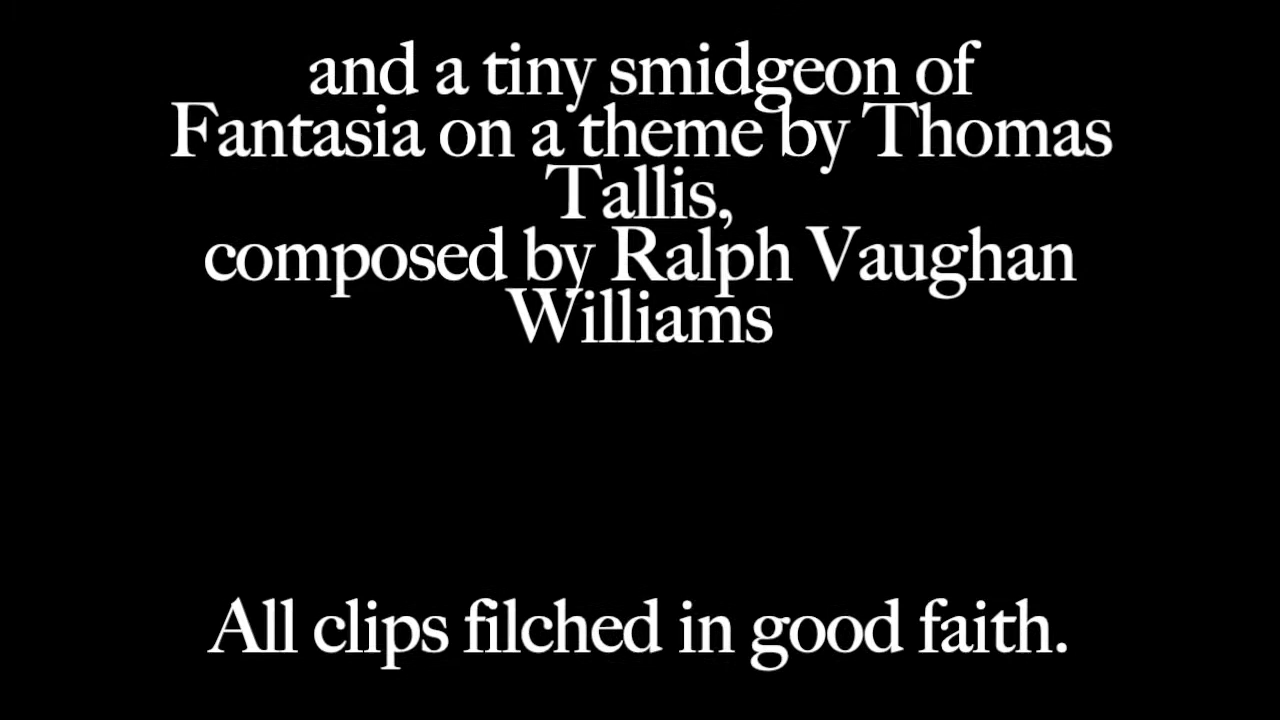 and a tiny smidgeon of
Fantasia on a theme by Thomas
Tallis,
composed by Ralph Vaughan
Williams
All clips filched in good faith.